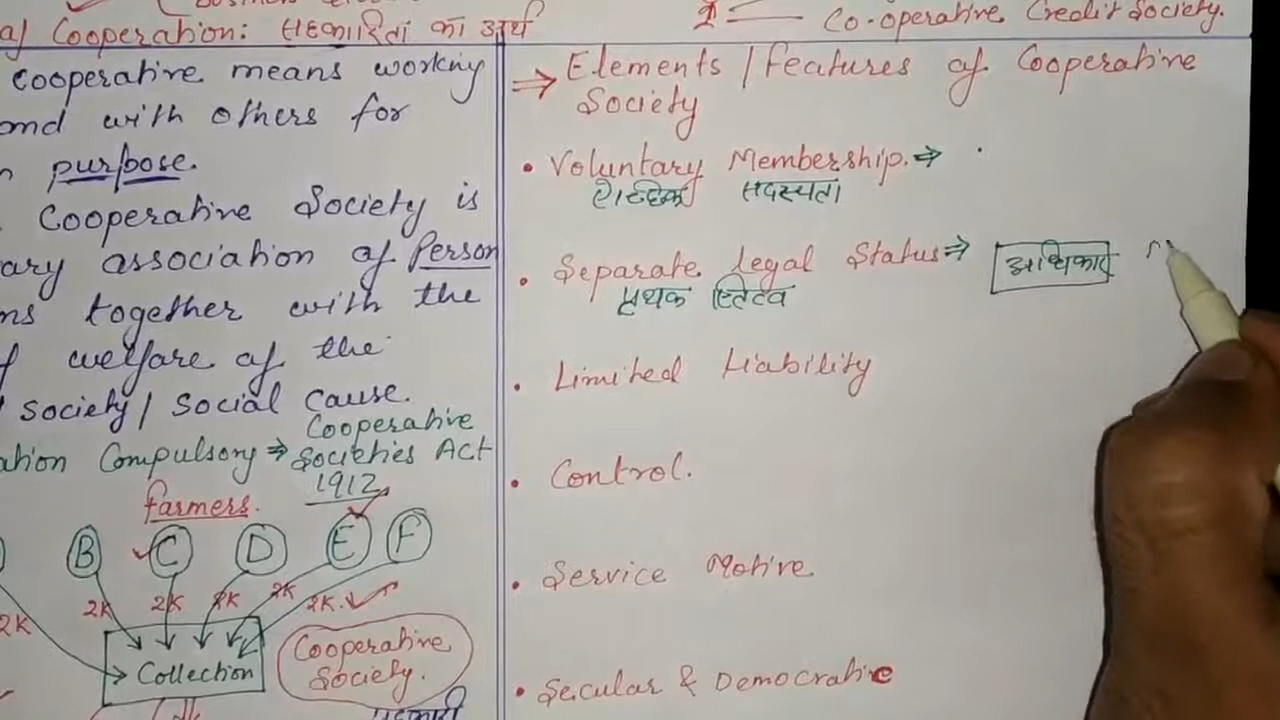 of Cooperation: सहकारिता का अर्थ
Cooperative means working
and with others for
purpose.
Cooperative Society is
ary association of Person
ns together with the
f welfare of the
society / social cause.
ation Compulsory ⇒ Cooperative Societies Act
1912
farmers.
B C D E F
2K 2K 2K 2K 2K 2K
Collection
Cooperative
Society.
Co-operative Credit Society.
⇒ Elements / Features of Cooperative
Society
• Voluntary Membership. ⇒
ऐच्छिक सदस्यता
• Separate Legal Status ⇒ अधिकार
पृथक
• Limited Liability
• Control.
• Service Motive
• Secular & Democratic